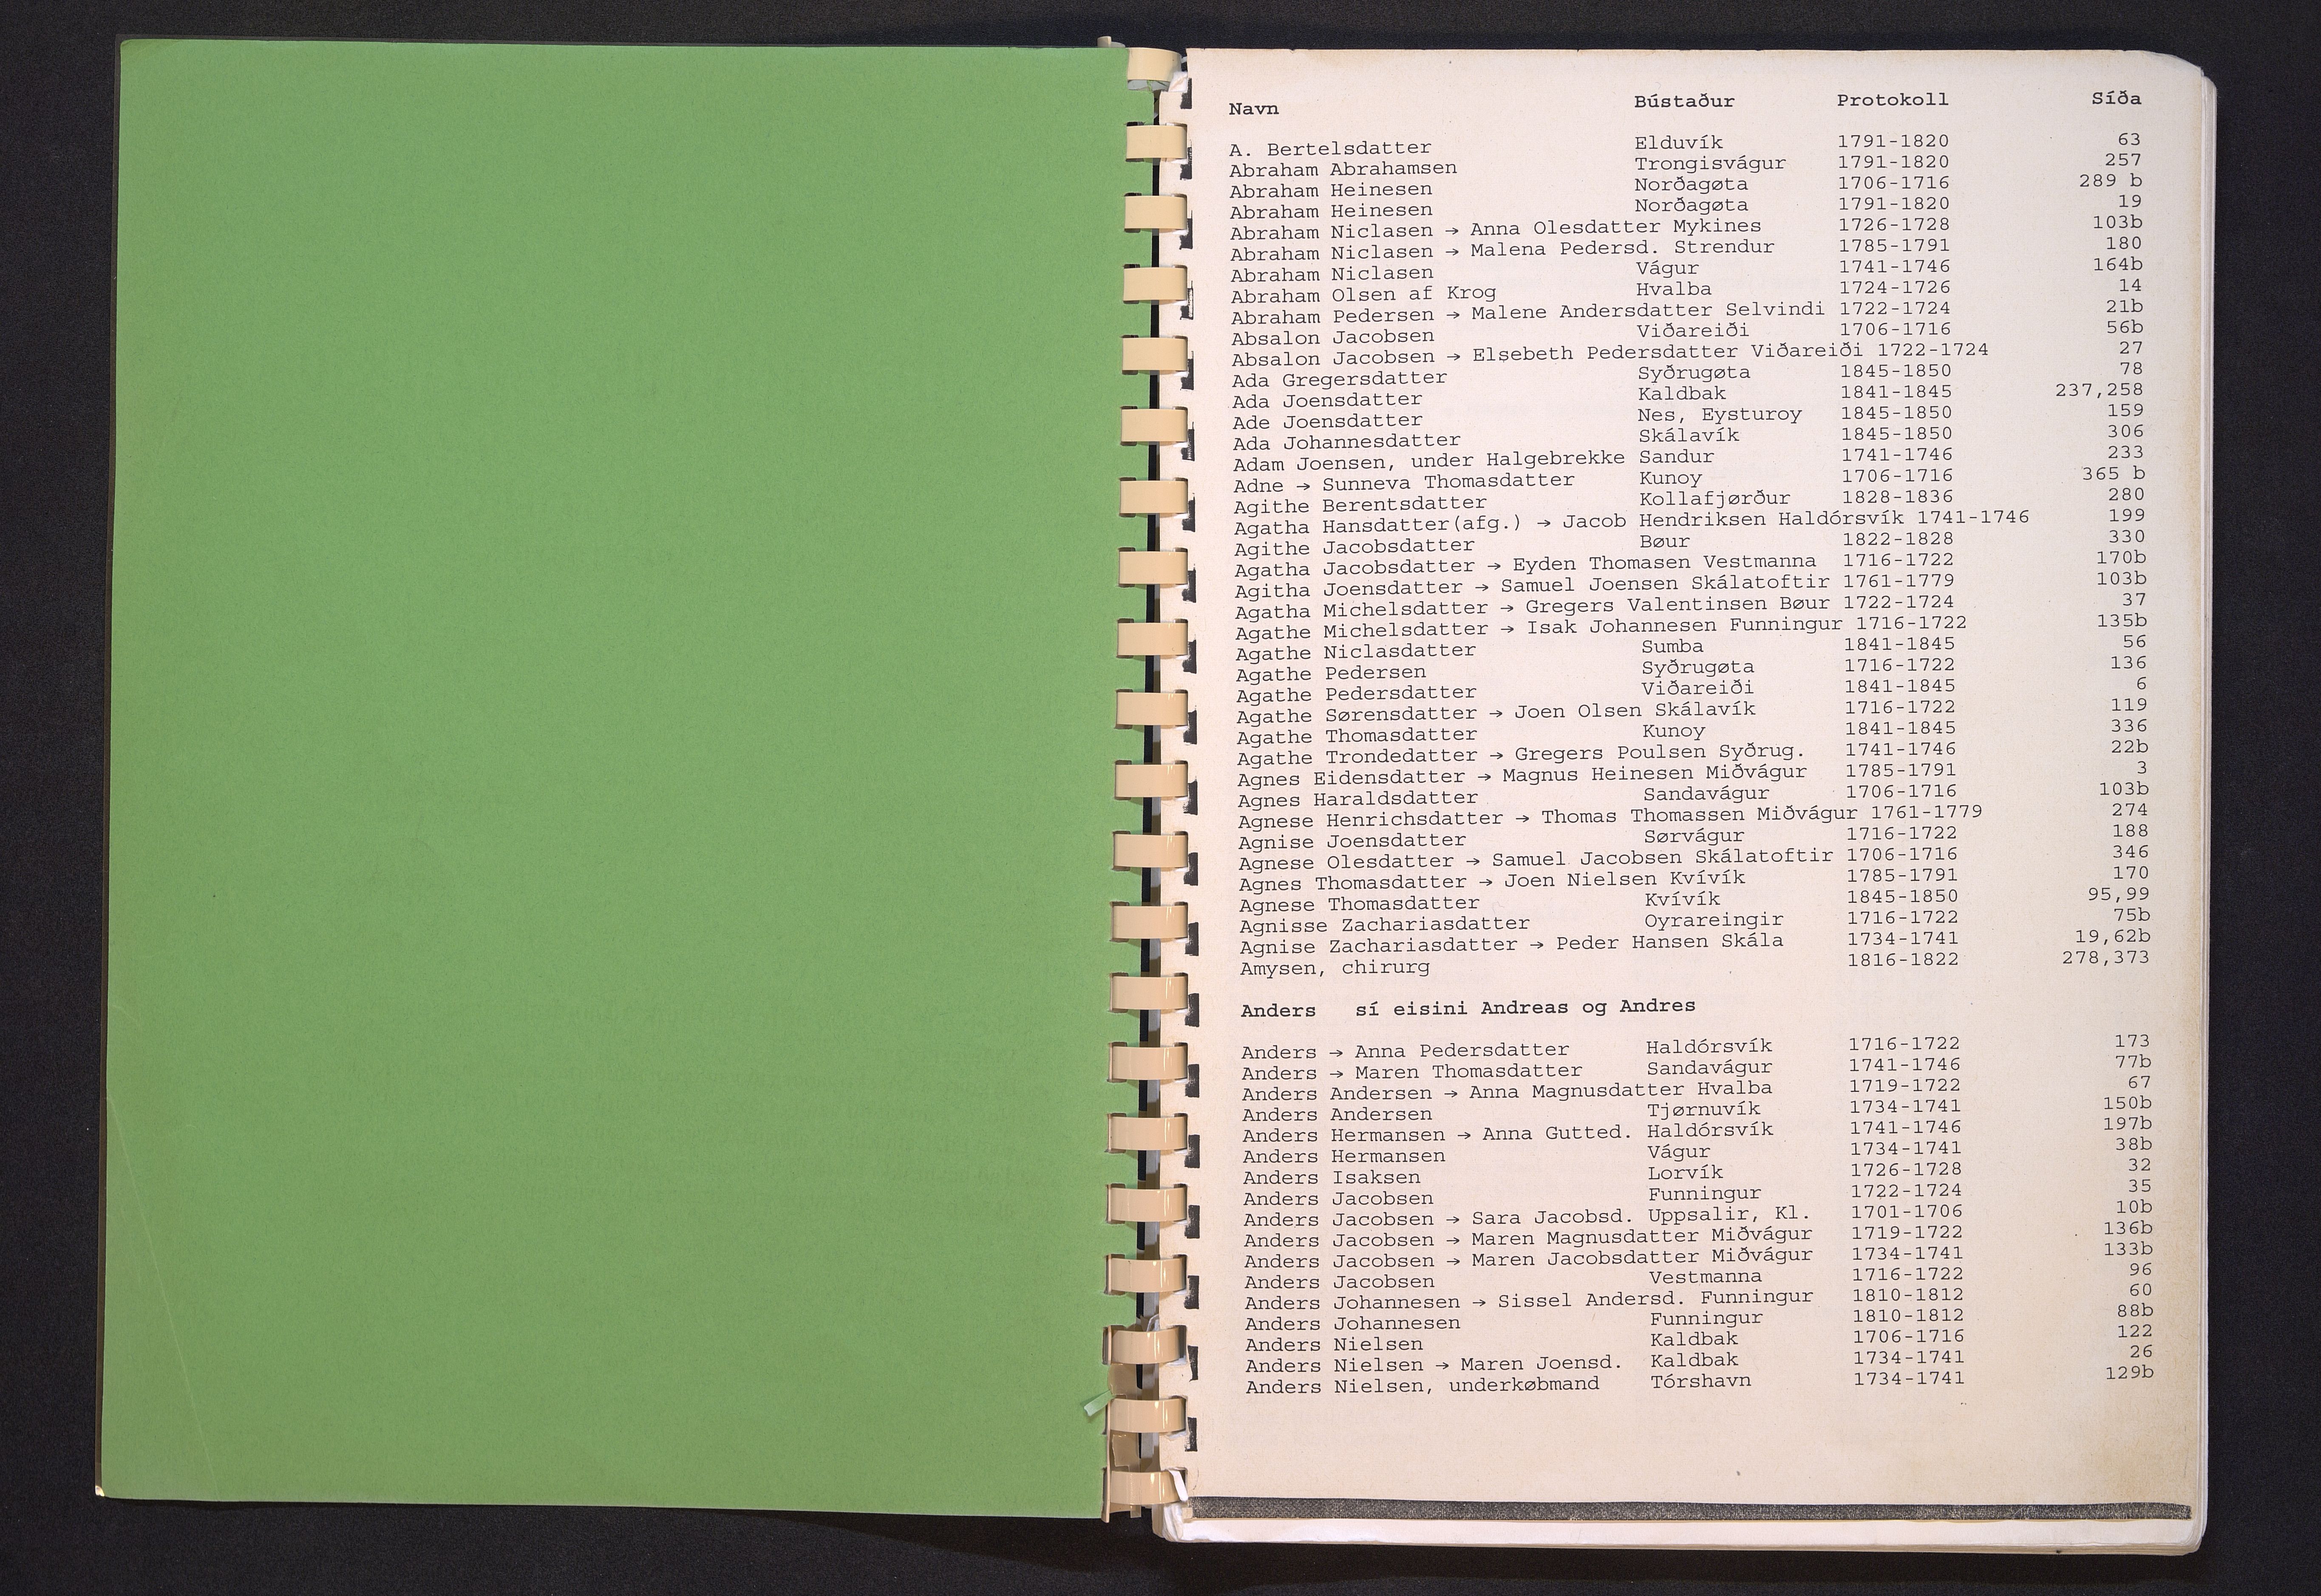 Navn Bústaður Protokoll Síða
A. Bertelsdatter Elduvík 1791-1820 63
Abraham Abrahamsen Trongisvágur 1791-1820 257
Abraham Heinesen Norðagøta 1706-1716 289 b
Abraham Heinesen Norðagøta 1791-1820 19
Abraham Niclasen → Anna Olesdatter Mykines 1726-1728 103b
Abraham Niclasen → Malena Pedersd. Strendur 1785-1791 180
Abraham Niclasen Vágur 1741-1746 164b
Abraham Olsen af Krog Hvalba 1724-1726 14
Abraham Pedersen → Malene Andersdatter Selvindi 1722-1724 21b
Absalon Jacobsen Viðareiði 1706-1716 56b
Absalon Jacobsen → Elsebeth Pedersdatter Viðareiði 1722-1724 27
Ada Gregersdatter Syðrugøta 1845-1850 78
Ada Joensdatter Kaldbak 1841-1845 237,258
Ade Joensdatter Nes, Eysturoy 1845-1850 159
Ada Johannesdatter Skálavík 1845-1850 306
Adam Joensen, under Halgebrekke Sandur 1741-1746 233
Adne → Sunneva Thomasdatter Kunoy 1706-1716 365 b
Agithe Berentsdatter Kollafjørður 1828-1836 280
Agatha Hansdatter(afg.) → Jacob Hendriksen Haldórsvík 1741-1746 199
Agithe Jacobsdatter Bøur 1822-1828 330
Agatha Jacobsdatter → Eyden Thomasen Vestmanna 1716-1722 170b
Agitha Joensdatter → Samuel Joensen Skálatoftir 1761-1779 103b
Agatha Michelsdatter → Gregers Valentinsen Bøur 1722-1724 37
Agathe Michelsdatter → Isak Johannesen Funningur 1716-1722 135b
Agathe Niclasdatter Sumba 1841-1845 56
Agathe Pedersen Syðrugøta 1716-1722 136
Agathe Pedersdatter Viðareiði 1841-1845 6
Agathe Sørensdatter → Joen Olsen Skálavík 1716-1722 119
Agathe Thomasdatter Kunoy 1841-1845 336
Agathe Trondedatter → Gregers Poulsen Syðrug. 1741-1746 22b
Agnes Eidensdatter → Magnus Heinesen Miðvágur 1785-1791 3
Agnes Haraldsdatter Sandavágur 1706-1716 103b
Agnese Henrichsdatter → Thomas Thomassen Miðvágur 1761-1779 274
Agnise Joensdatter Sørvágur 1716-1722 188
Agnese Olesdatter → Samuel Jacobsen Skálatoftir 1706-1716 346
Agnes Thomasdatter → Joen Nielsen Kvívík 1785-1791 170
Agnese Thomasdatter Kvívík 1845-1850 95,99
Agnisse Zachariasdatter Oyrareingir 1716-1722 75b
Agnise Zachariasdatter → Peder Hansen Skála 1734-1741 19,62b
Amysen, chirurg 1816-1822 278,373
Anders sí eisini Andreas og Andres
Anders → Anna Pedersdatter Haldórsvík 1716-1722 173
Anders → Maren Thomasdatter Sandavágur 1741-1746 77b
Anders Andersen → Anna Magnusdatter Hvalba 1719-1722 67
Anders Andersen Tjørnuvík 1734-1741 150b
Anders Hermansen → Anna Gutted. Haldórsvík 1741-1746 197b
Anders Hermansen Vágur 1734-1741 38b
Anders Isaksen Lorvík 1726-1728 32
Anders Jacobsen Funningur 1722-1724 35
Anders Jacobsen → Sara Jacobsd. Uppsalir, Kl. 1701-1706 10b
Anders Jacobsen → Maren Magnusdatter Miðvágur 1719-1722 136b
Anders Jacobsen → Maren Jacobsdatter Miðvágur 1734-1741 133b
Anders Jacobsen Vestmanna 1716-1722 96
Anders Johannesen → Sissel Andersd. Funningur 1810-1812 60
Anders Johannesen Funningur 1810-1812 88b
Anders Nielsen Kaldbak 1706-1716 122
Anders Nielsen → Maren Joensd. Kaldbak 1734-1741 26
Anders Nielsen, underkøbmand Tórshavn 1734-1741 129b